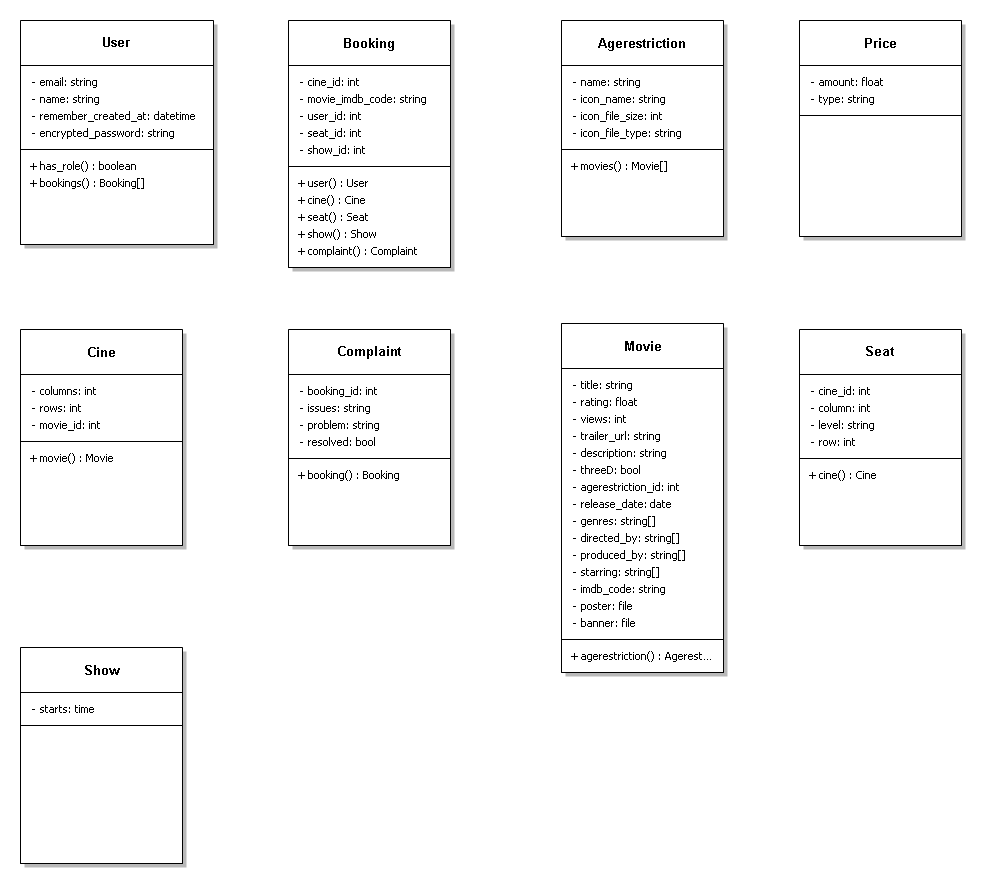 User
- email: string
- name: string
- remember_created_at: datetime
- encrypted_password: string
+ has_role() : boolean
+ bookings() : Booking[]
Booking
- cine_id: int
- movie_imdb_code: string
- user_id: int
- seat_id: int
- show_id: int
+ user() : User
+ cine() : Cine
+ seat() : Seat
+ show() : Show
+ complaint() : Complaint
Agerestriction
- name: string
- icon_name: string
- icon_file_size: int
- icon_file_type: string
+ movies() : Movie[]
Price
- amount: float
- type: string
Cine
- columns: int
- rows: int
- movie_id: int
+ movie() : Movie
Complaint
- booking_id: int
- issues: string
- problem: string
- resolved: bool
+ booking() : Booking
Movie
- title: string
- rating: float
- views: int
- trailer_url: string
- description: string
- threeD: bool
- agerestriction_id: int
- release_date: date
- genres: string[]
- directed_by: string[]
- produced_by: string[]
- starring: string[]
- imdb_code: string
- poster: file
- banner: file
+ agerestriction() : Agerest...
Seat
- cine_id: int
- column: int
- level: string
- row: int
+ cine() : Cine
Show
- starts: time